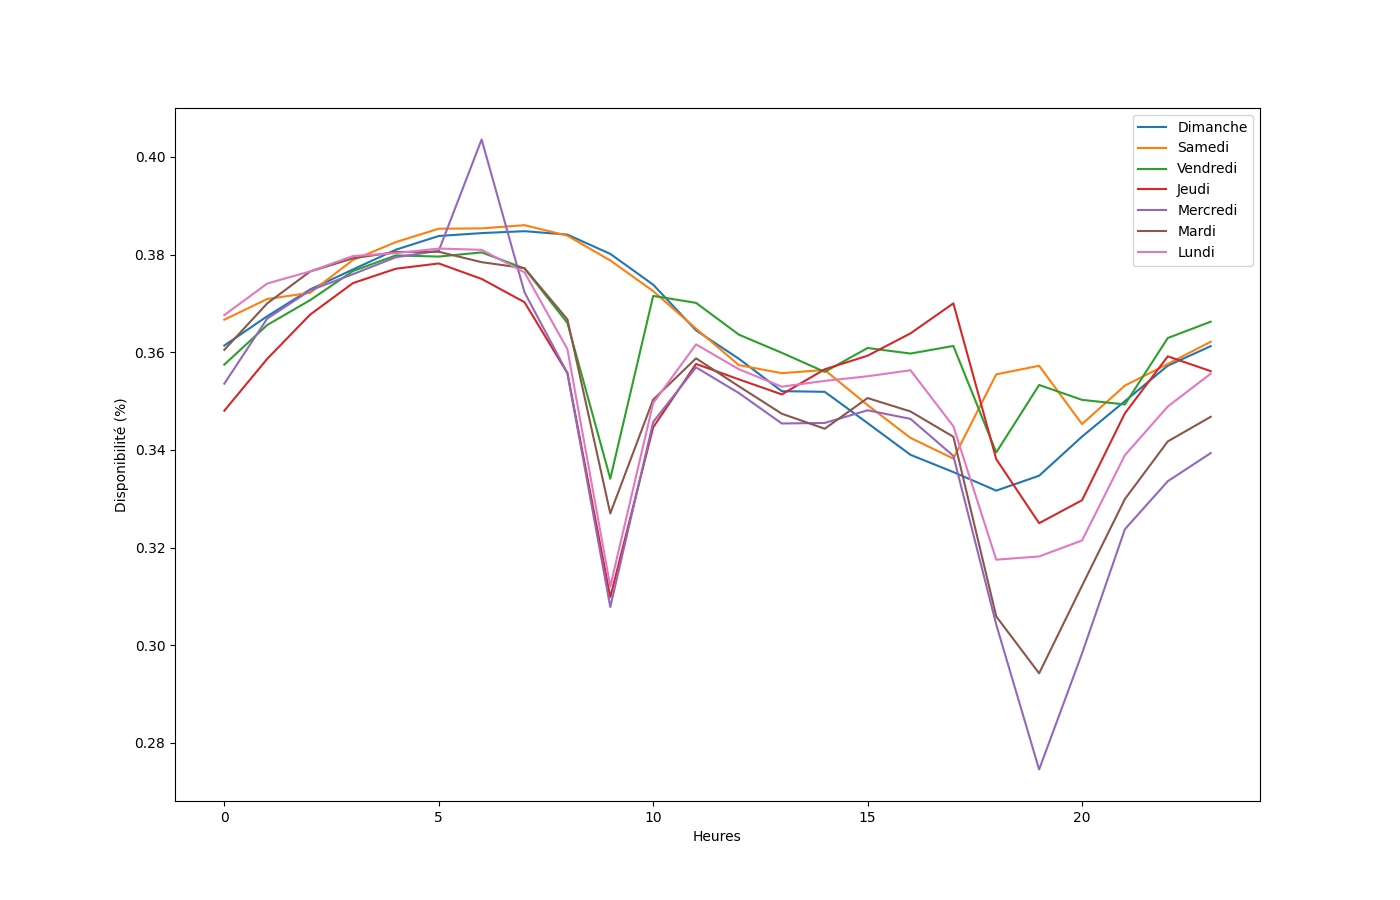 Dimanche
Samedi
Vendredi
Jeudi
Mercredi
Mardi
Lundi
0.40
0.38
0.36
0.34
0.32
0.30
0.28
Disponibilité (%)
0 5 10 15 20
Heures